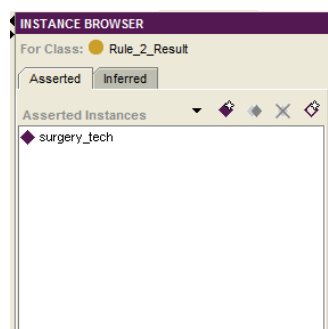 INSTANCE BROWSER
For Class: Rule_2_Result
Asserted Inferred
Asserted Instances
surgery_tech